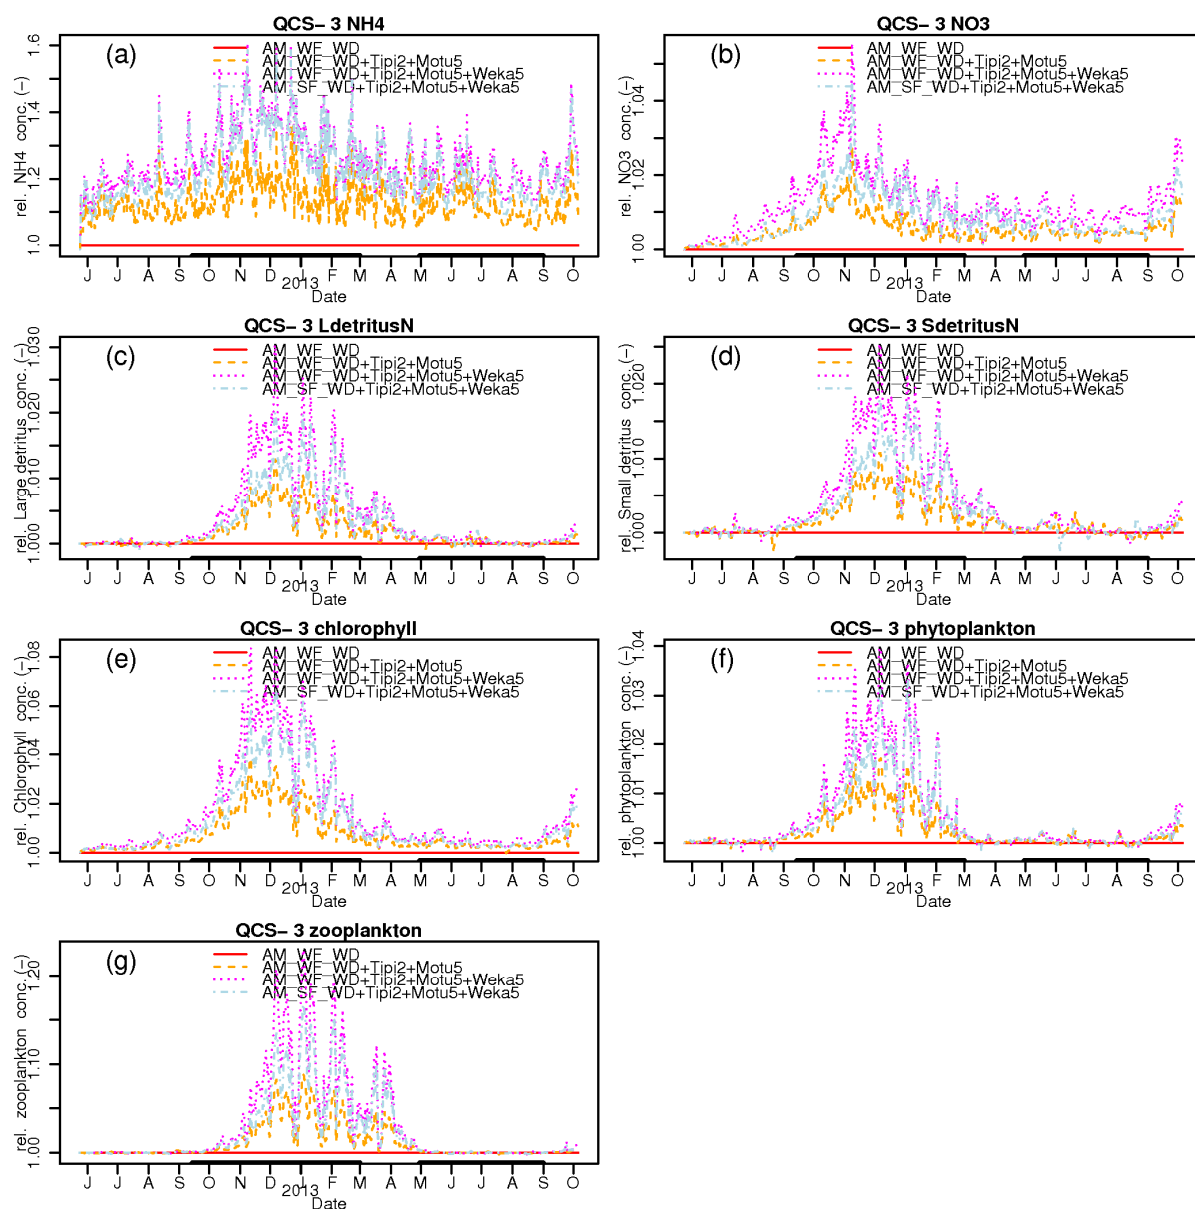 QCS- 3 NH4
(a)
AM_WF_WD
AM_WF_WD+Tipi2+Motu5
AM_WF_WD+Tipi2+Motu5+Weka5
AM_SF_WD+Tipi2+Motu5+Weka5
rel. NH4 conc. (-)
1.6
1.4
1.2
1.0
J J A S O N D J F M A M J J A S O
2013
Date
QCS- 3 NO3
(b)
AM_WF_WD
AM_WF_WD+Tipi2+Motu5
AM_WF_WD+Tipi2+Motu5+Weka5
AM_SF_WD+Tipi2+Motu5+Weka5
rel. NO3 conc. (-)
1.04
1.02
1.00
J J A S O N D J F M A M J J A S O
2013
Date
QCS- 3 LdetritusN
(c)
AM_WF_WD
AM_WF_WD+Tipi2+Motu5
AM_WF_WD+Tipi2+Motu5+Weka5
AM_SF_WD+Tipi2+Motu5+Weka5
rel. Large detritus conc. (-)
1.030
1.020
1.010
1.000
J J A S O N D J F M A M J J A S O
2013
Date
QCS- 3 SdetritusN
(d)
AM_WF_WD
AM_WF_WD+Tipi2+Motu5
AM_WF_WD+Tipi2+Motu5+Weka5
AM_SF_WD+Tipi2+Motu5+Weka5
rel. Small detritus conc. (-)
1.020
1.010
1.000
J J A S O N D J F M A M J J A S O
2013
Date
QCS- 3 chlorophyll
(e)
AM_WF_WD
AM_WF_WD+Tipi2+Motu5
AM_WF_WD+Tipi2+Motu5+Weka5
AM_SF_WD+Tipi2+Motu5+Weka5
rel. Chlorophyll conc. (-)
1.08
1.06
1.04
1.02
1.00
J J A S O N D J F M A M J J A S O
2013
Date
QCS- 3 phytoplankton
(f)
AM_WF_WD
AM_WF_WD+Tipi2+Motu5
AM_WF_WD+Tipi2+Motu5+Weka5
AM_SF_WD+Tipi2+Motu5+Weka5
rel. phytoplankton conc. (-)
1.04
1.03
1.02
1.01
1.00
J J A S O N D J F M A M J J A S O
2013
Date
QCS- 3 zooplankton
(g)
AM_WF_WD
AM_WF_WD+Tipi2+Motu5
AM_WF_WD+Tipi2+Motu5+Weka5
AM_SF_WD+Tipi2+Motu5+Weka5
rel. zooplankton conc. (-)
1.20
1.10
1.00
J J A S O N D J F M A M J J A S O
2013
Date